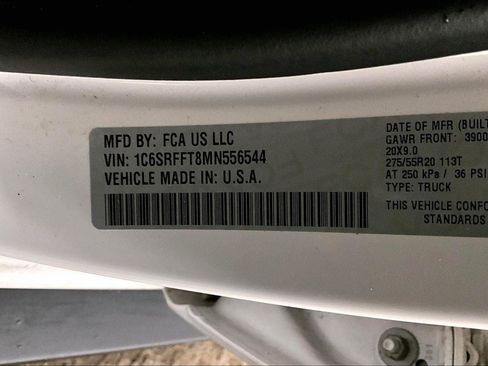 MFD BY: FCA US LLC
VIN: 1C6SRFFT8MN556544
VEHICLE MADE IN: U.S.A.
DATE OF MFR (BUILT
GAWR FRONT: 3900
20X9.0
275/55R20 113T
AT 250 kPa / 36 PSI
TYPE: TRUCK
THIS VEHICLE CONFO
STANDARDS